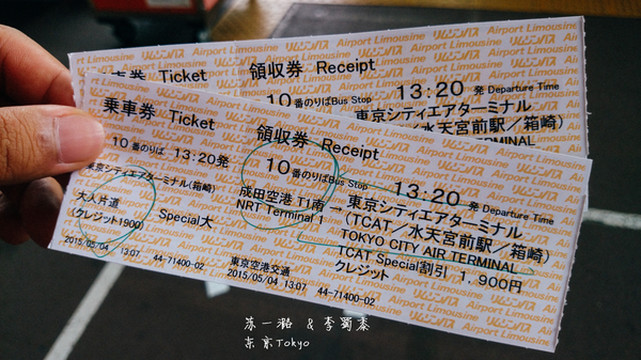 乗車券 Ticket 領収券 Receipt
10番のりば Bus Stop 13:20発 Departure Time
東京シティエアターミナル
/水天宮前駅/箱崎)
TERMINAL
乗車券 Ticket
10番のりば 13:20発
東京シティエアターミナル(箱崎)
大人片道 Special大
(クレジット1900)
2015/05/04 13:07 44-71400-02
領収券 Receipt
10番のりば Bus Stop 13:20発 Departure Time
成田空港 T1南→東京シティエアターミナル
NRT Terminal 1 (TCAT/水天宮前駅/箱崎)
TOKYO CITY AIR TERMINAL
TCAT Special割引 1,900円
クレジット
東京空港交通
2015/05/04 13:07 44-71400-02
Airport Limousine リムジンバス
苏一潞 & 李蜀黍
东京Tokyo